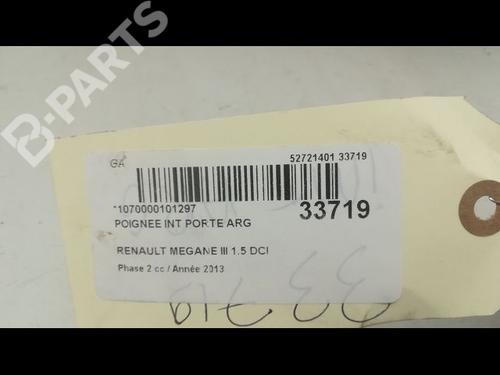 B-PARTS
GA
52721401 33719
*1070000101297
33719
POIGNEE INT PORTE ARG
RENAULT MEGANE III 1.5 DCI
Phase 2 cc / Année 2013
33719